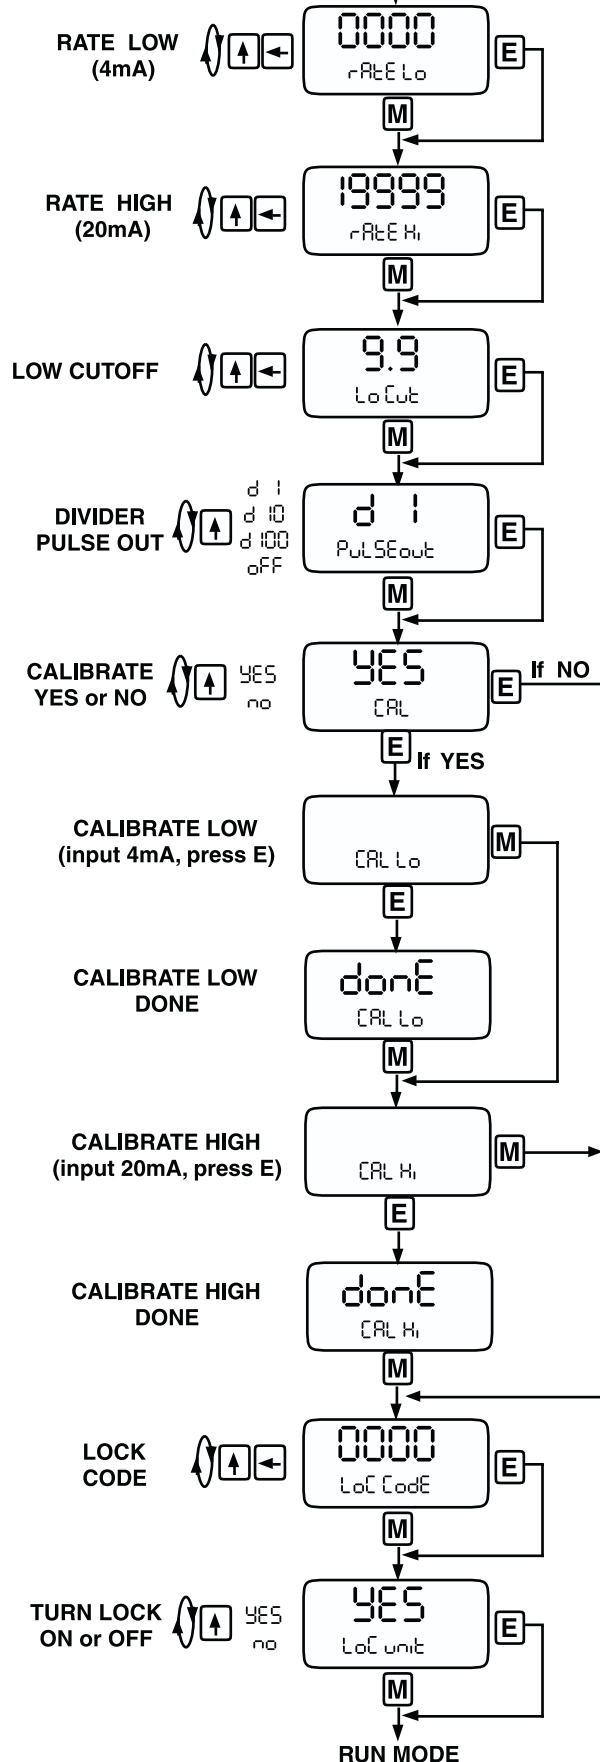 RATE LOW
(4mA)
0000
rAtE Lo
E
M
RATE HIGH
(20mA)
19999
rAtE Hi
E
M
LOW CUTOFF
9.9
Lo Cut
E
M
DIVIDER
PULSE OUT
d 1
d 10
d 100
oFF
d 1
PuLSEout
E
M
CALIBRATE
YES or NO
YES
no
YES
CAL
E
If NO
E
If YES
CALIBRATE LOW
(input 4mA, press E)
CAL Lo
M
E
CALIBRATE LOW
DONE
donE
CAL Lo
M
CALIBRATE HIGH
(input 20mA, press E)
CAL Hi
M
E
CALIBRATE HIGH
DONE
donE
CAL Hi
M
LOCK
CODE
0000
LoC CodE
E
M
TURN LOCK
ON or OFF
YES
no
YES
LoC unit
E
M
RUN MODE